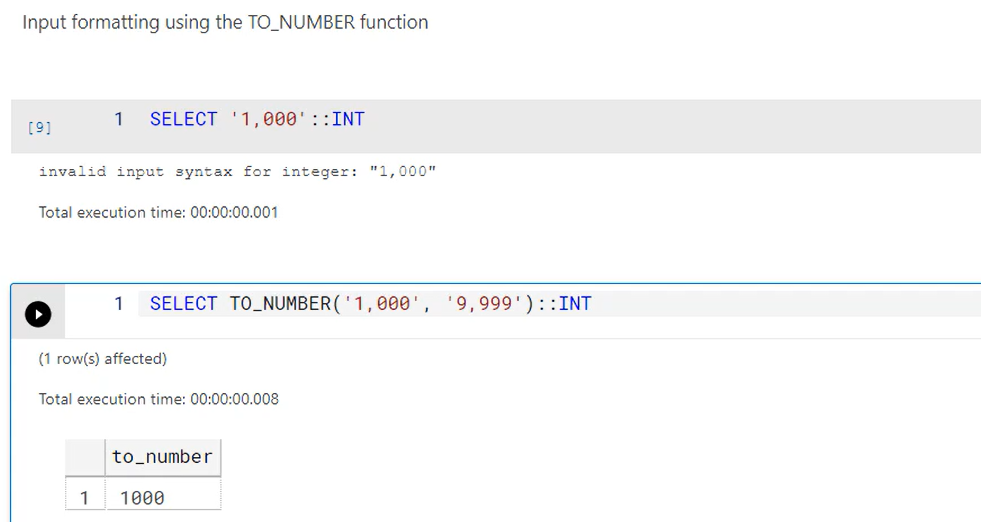 Input formatting using the TO_NUMBER function
[9] 1 SELECT '1,000'::INT
invalid input syntax for integer: "1,000"
Total execution time: 00:00:00.001
1 SELECT TO_NUMBER('1,000', '9,999')::INT
(1 row(s) affected)
Total execution time: 00:00:00.008
to_number
1 1000